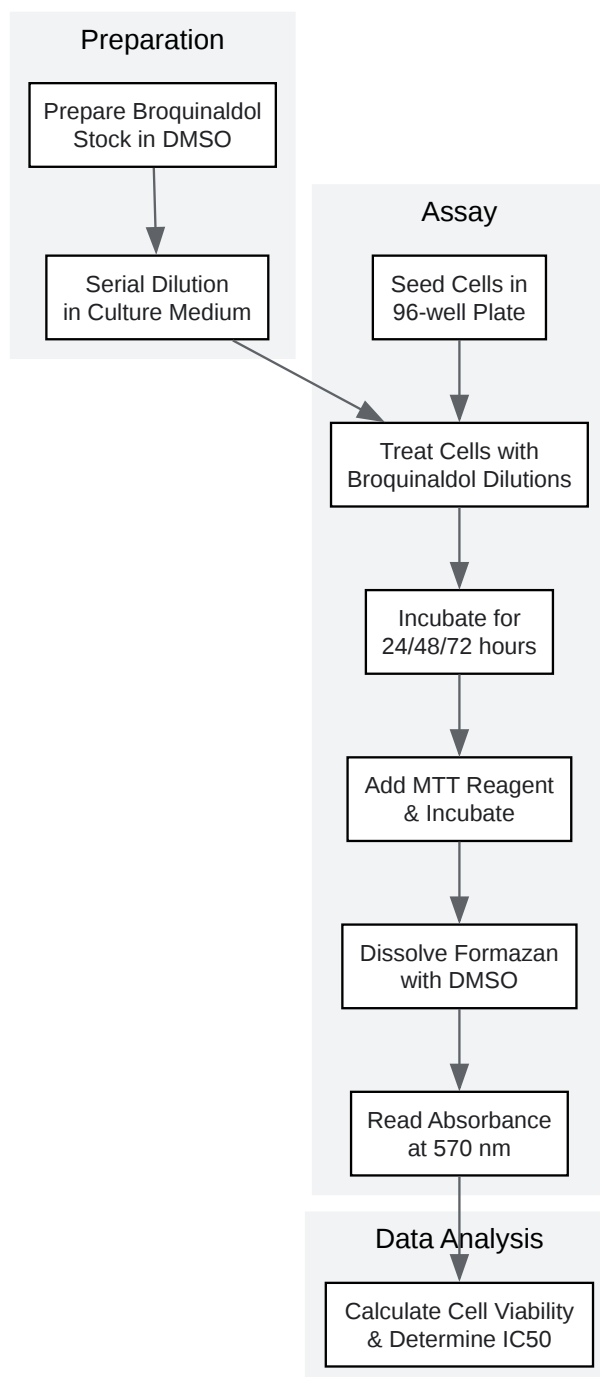 Preparation
Prepare Broquinaldol
Stock in DMSO
Serial Dilution
in Culture Medium
Assay
Seed Cells in
96-well Plate
Treat Cells with
Broquinaldol Dilutions
Incubate for
24/48/72 hours
Add MTT Reagent
& Incubate
Dissolve Formazan
with DMSO
Read Absorbance
at 570 nm
Data Analysis
Calculate Cell Viability
& Determine IC50